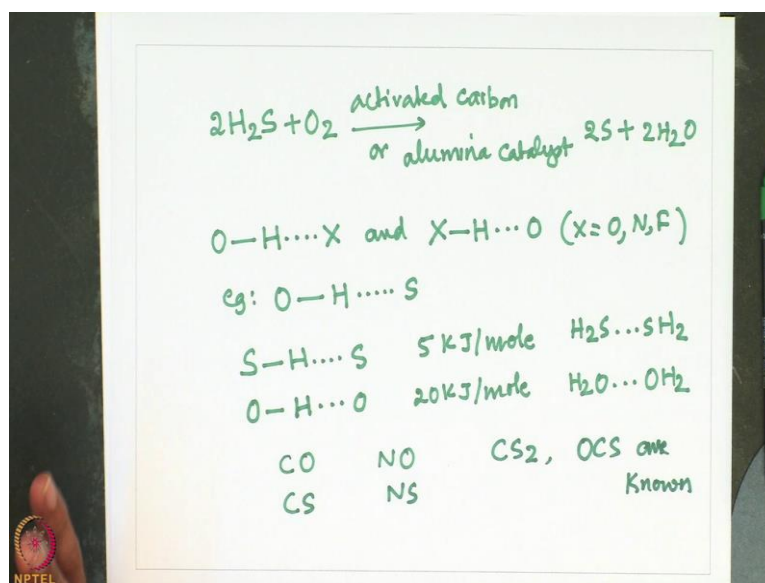 2H₂S + O₂ activated carbon ⟶ or alumina catalyst 2S + 2H₂O
O—H····X and X—H···O (X = O, N, F)
eg: O—H·····S
S—H····S 5 KJ/mole H₂S...SH₂
O—H···O 20KJ/mole H₂O...OH₂
CO NO CS₂, OCS are
CS NS Known
NPTEL